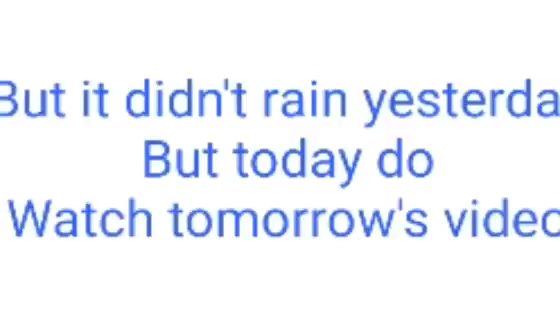 But it didn't rain yesterda
But today do
Watch tomorrow's video